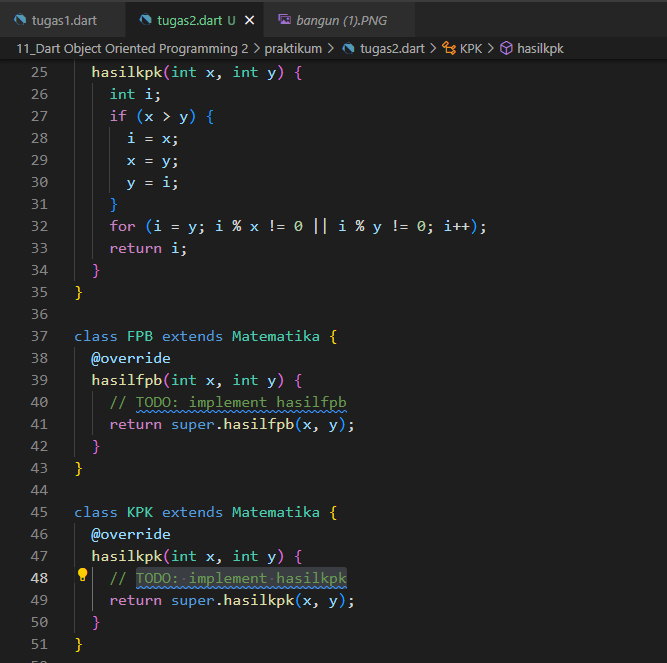 tugas1.dart tugas2.dart U bangun (1).PNG
11_Dart Object Oriented Programming 2 > praktikum > tugas2.dart > KPK > hasilkpk
25 hasilkpk(int x, int y) {
26 int i;
27 if (x > y) {
28 i = x;
29 x = y;
30 y = i;
31 }
32 for (i = y; i % x != 0 || i % y != 0; i++);
33 return i;
34 }
35 }
36
37 class FPB extends Matematika {
38 @override
39 hasilfpb(int x, int y) {
40 // TODO: implement hasilfpb
41 return super.hasilfpb(x, y);
42 }
43 }
44
45 class KPK extends Matematika {
46 @override
47 hasilkpk(int x, int y) {
48 // TODO: implement hasilkpk
49 return super.hasilkpk(x, y);
50 }
51 }